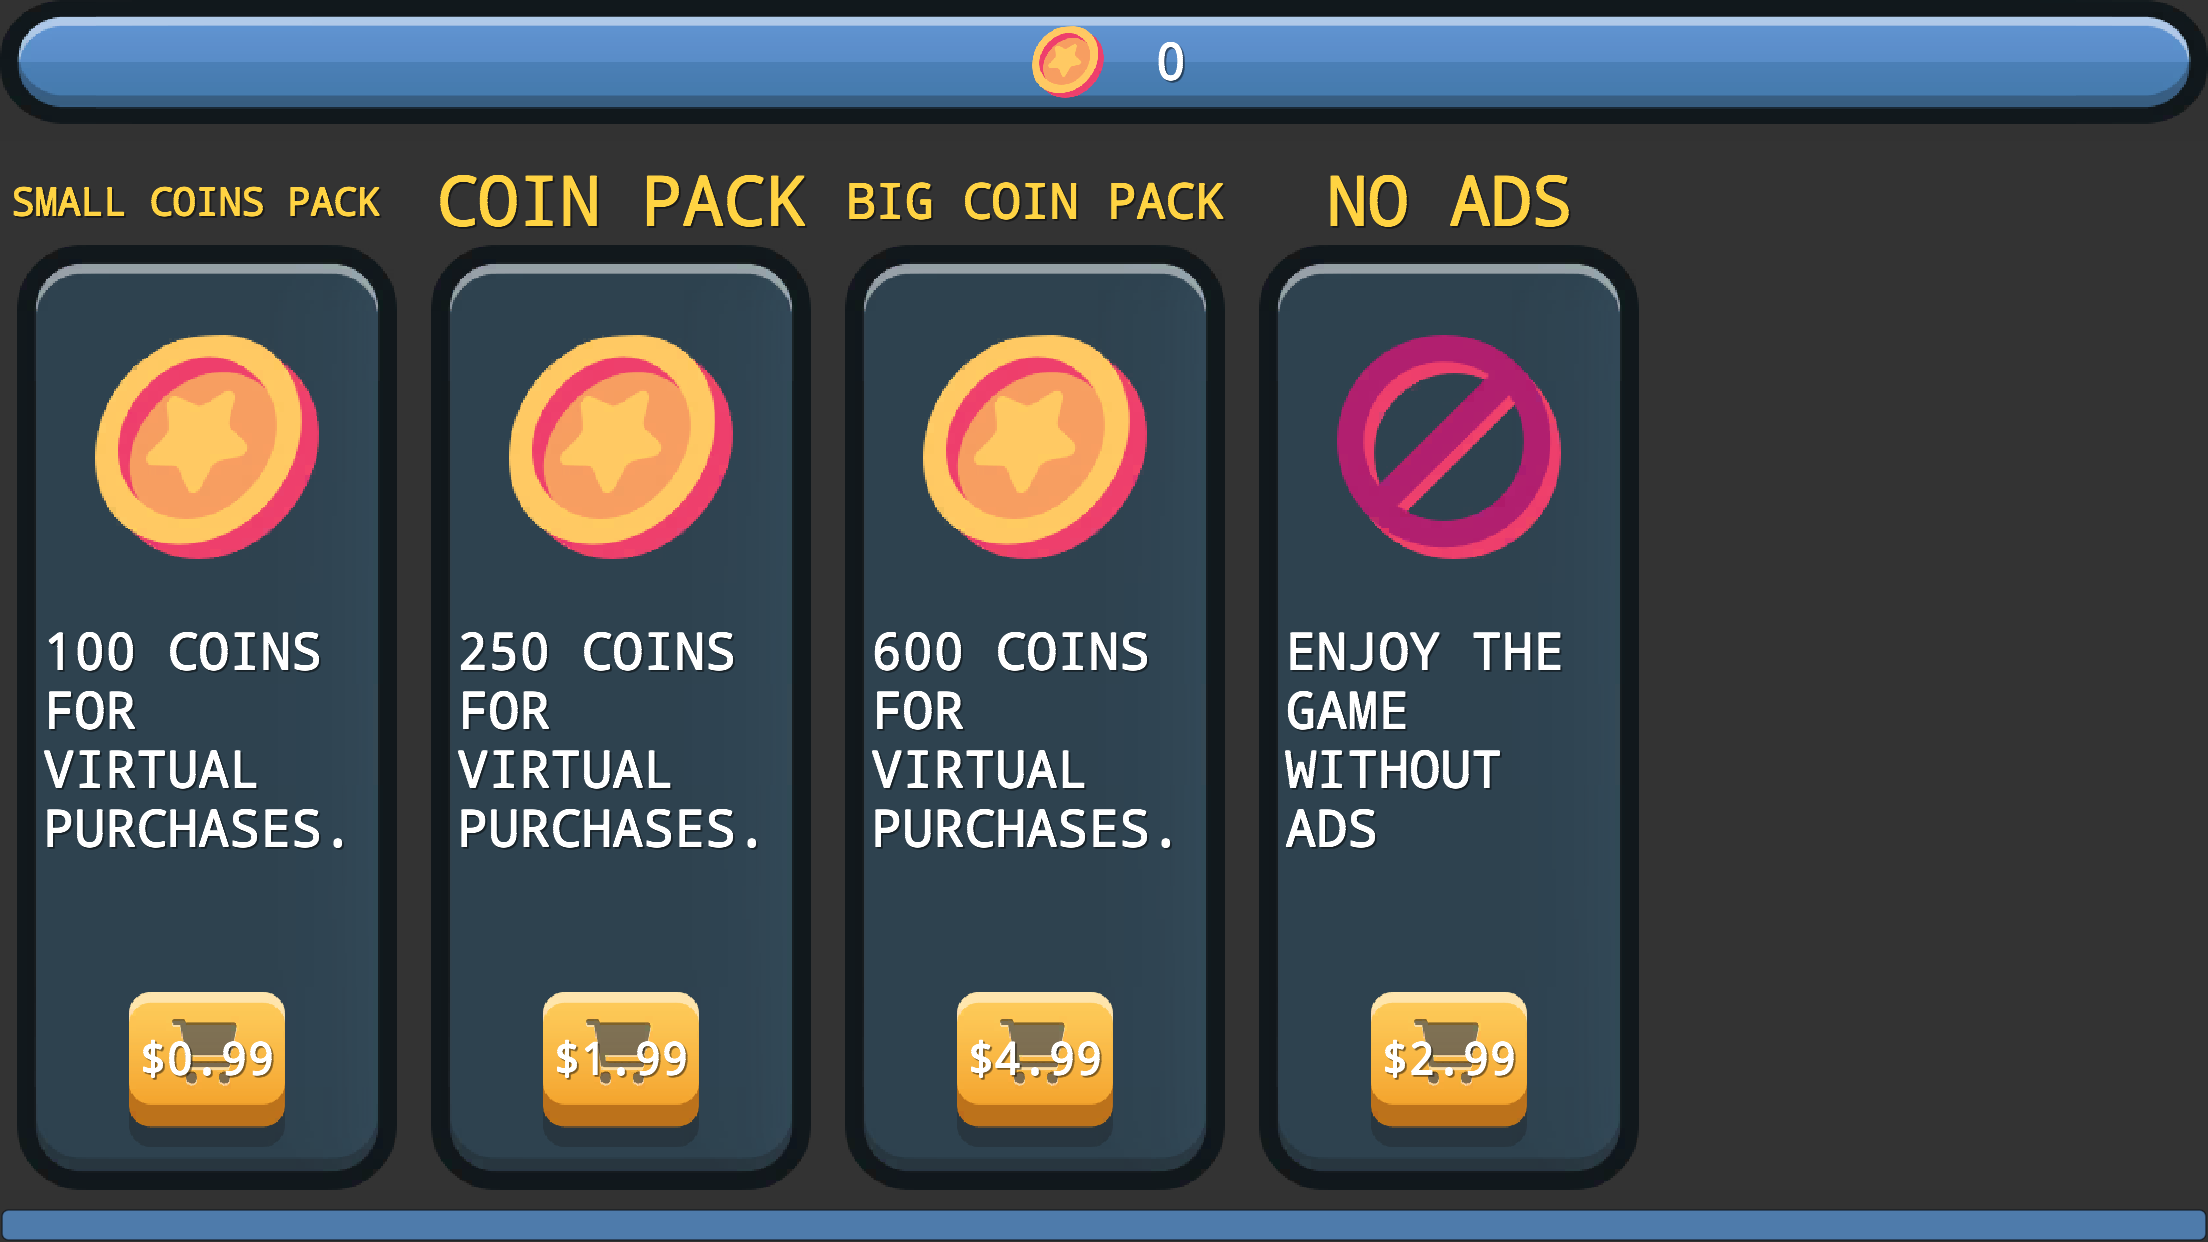 0
SMALL COINS PACK
COIN PACK
BIG COIN PACK
NO ADS
100 COINS
FOR
VIRTUAL
PURCHASES.
$0.99
250 COINS
FOR
VIRTUAL
PURCHASES.
$1.99
600 COINS
FOR
VIRTUAL
PURCHASES.
$4.99
ENJOY THE
GAME
WITHOUT
ADS
$2.99